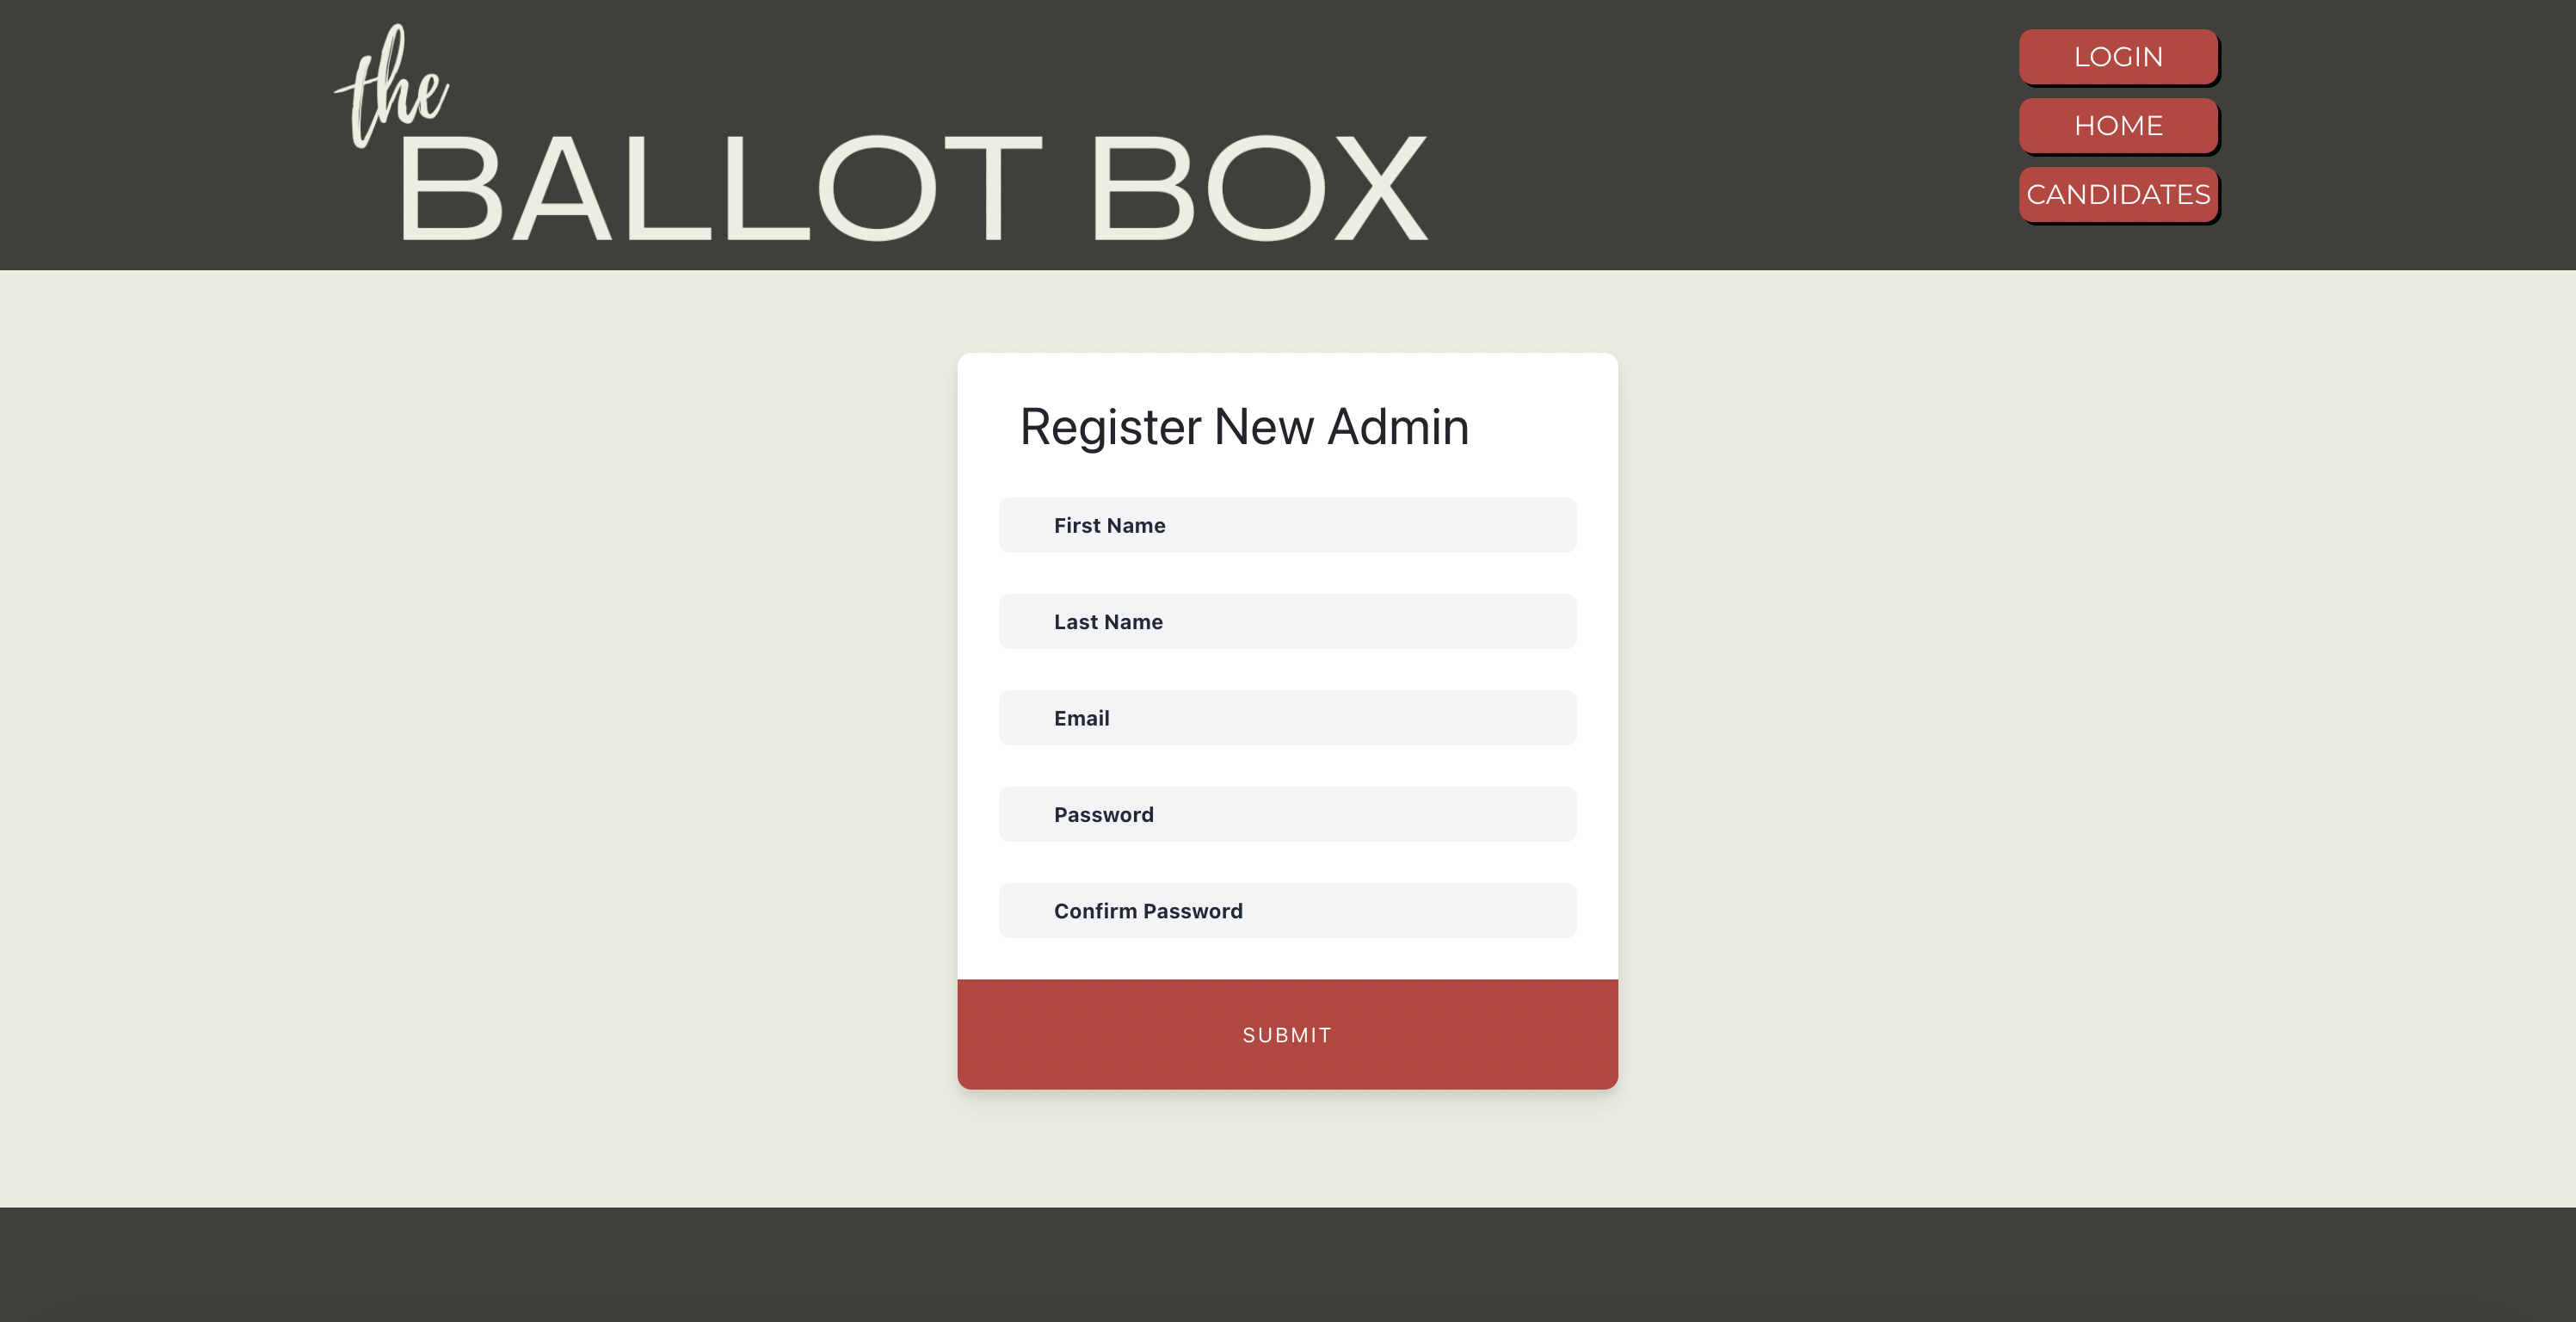 the
BALLOT BOX
LOGIN
HOME
CANDIDATES
Register New Admin
First Name
Last Name
Email
Password
Confirm Password
SUBMIT